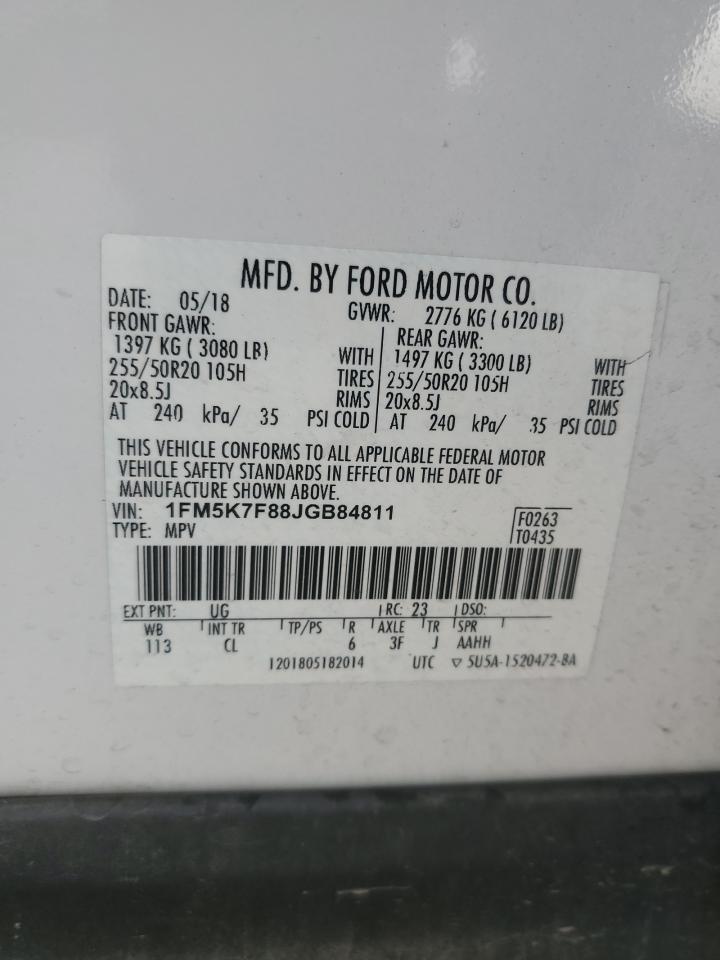 MFD. BY FORD MOTOR CO.
DATE: 05/18 GVWR: 2776 KG ( 6120 LB)
FRONT GAWR: REAR GAWR:
1397 KG ( 3080 LB) WITH 1497 KG ( 3300 LB) WITH
255/50R20 105H TIRES 255/50R20 105H TIRES
20x8.5J RIMS 20x8.5J RIMS
AT 240 kPa/ 35 PSI COLD AT 240 kPa/ 35 PSI COLD
THIS VEHICLE CONFORMS TO ALL APPLICABLE FEDERAL MOTOR
VEHICLE SAFETY STANDARDS IN EFFECT ON THE DATE OF
MANUFACTURE SHOWN ABOVE.
VIN: 1FM5K7F88JGB84811 F0263
TYPE: MPV T0435
EXT PNT: UG RC: 23 DSO:
WB INT TR TP/PS R AXLE TR SPR
113 CL 6 3F J AAHH
1201805182014 UTC ▽ 5U5A-1520472-BA